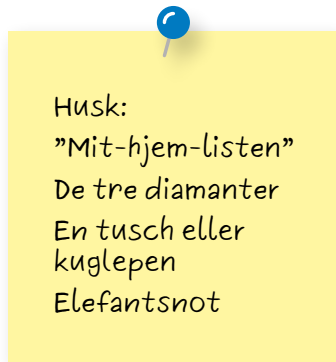 Husk:
”Mit-hjem-listen”
De tre diamanter
En tusch eller
kuglepen
Elefantsnot